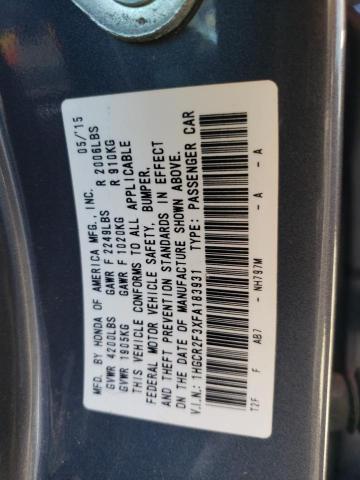 MFD. BY HONDA OF AMERICA MFG., INC. 05/15
GVWR 4200LBS GAWR F 2249LBS R 2006LBS
GVWR 1905KG GAWR F 1020KG R 910KG
THIS VEHICLE CONFORMS TO ALL APPLICABLE
FEDERAL MOTOR VEHICLE SAFETY, BUMPER,
AND THEFT PREVENTION STANDARDS IN EFFECT
ON THE DATE OF MANUFACTURE SHOWN ABOVE.
V.I.N.: 1HGCR2F3XFA183931 TYPE: PASSENGER CAR
T2F F AB7 - NH797M - A - A